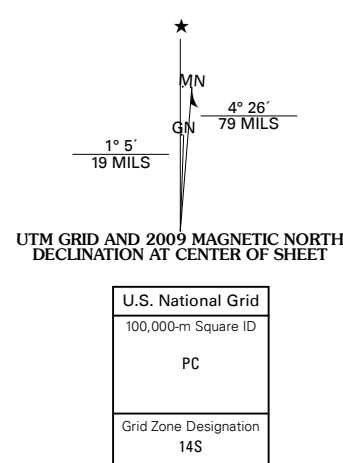 ★
MN
4° 26´
79 MILS
GN
1° 5´
19 MILS
UTM GRID AND 2009 MAGNETIC NORTH
DECLINATION AT CENTER OF SHEET
U.S. National Grid
100,000-m Square ID
PC
Grid Zone Designation
14S